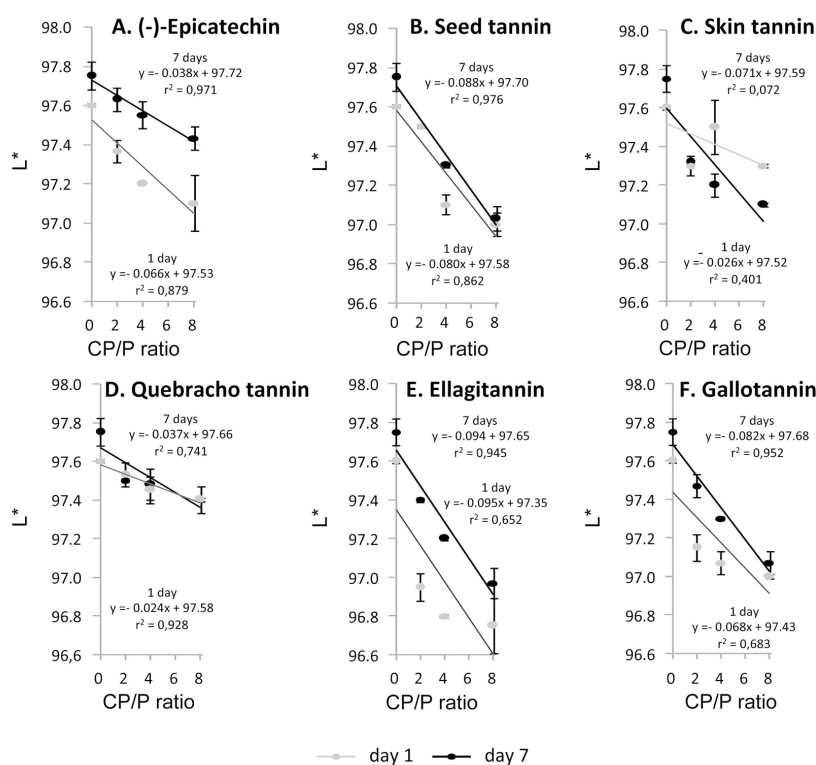 A. (-)-Epicatechin
98.0
97.8
97.6
97.4
97.2
97.0
96.8
96.6
L*
7 days
y =- 0.038x + 97.72
r² = 0,971
1 day
y =- 0.066x + 97.53
r² = 0,879
0 2 4 6 8
CP/P ratio
B. Seed tannin
98.0
97.8
97.6
97.4
97.2
97.0
96.8
96.6
L*
7 days
y =- 0.088x + 97.70
r² = 0,976
1 day
y =- 0.080x + 97.58
r² = 0,862
0 2 4 6 8
CP/P ratio
C. Skin tannin
98.0
97.8
97.6
97.4
97.2
97.0
96.8
96.6
L*
7 days
y =- 0.071x + 97.59
r² = 0,072
1 day
y =- 0.026x + 97.52
r² = 0,401
0 2 4 6 8
CP/P ratio
D. Quebracho tannin
98.0
97.8
97.6
97.4
97.2
97.0
96.8
96,6
L*
7 days
y =- 0.037x + 97.66
r² = 0,741
1 day
y =- 0.024x + 97.58
r² = 0,928
0 2 4 6 8
CP/P ratio
E. Ellagitannin
98.0
97.8
97.6
97.4
97.2
97.0
96.8
96.6
L*
7 days
y =- 0.094 + 97.65
r² = 0,945
1 day
y =- 0.095x + 97.35
r² = 0,652
0 2 4 6 8
CP/P ratio
F. Gallotannin
98.0
97.8
97.6
97.4
97.2
97.0
96.8
96.6
L*
7 days
y =- 0.082x + 97.68
r² = 0,952
1 day
y =- 0.068x + 97.43
r² = 0,683
0 2 4 6 8
CP/P ratio
day 1 day 7